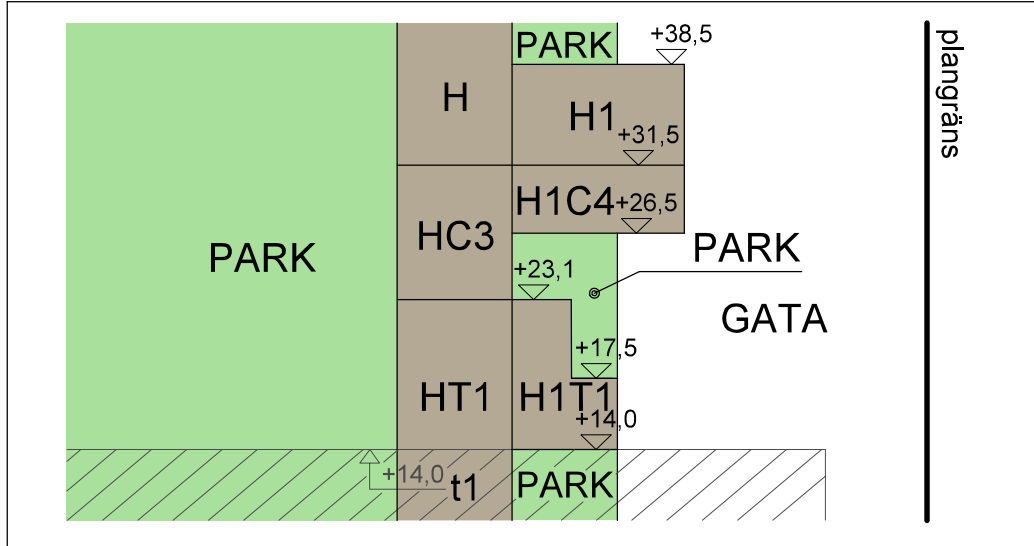 PARK
+38,5
plangräns
H
H1
+31,5
H1C4
+26,5
HC3
PARK
PARK
+23,1
GATA
+17,5
HT1
H1T1
+14,0
+14,0
t1
PARK